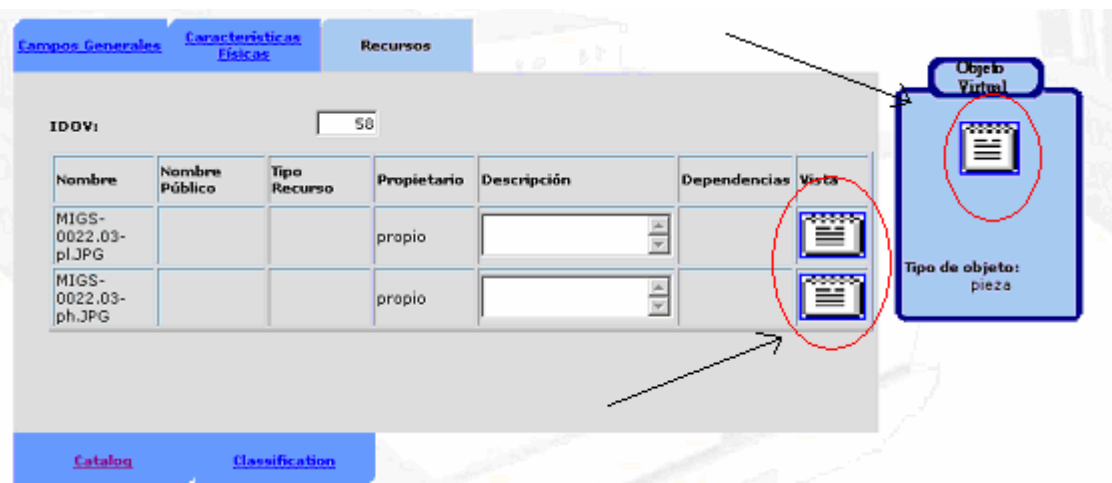 Campos Generales
Características
Físicas
Recursos
IDOV:
58
Nombre
Nombre
Público
Tipo
Recurso
Propietario
Descripción
Dependencias
Vista
MIGS-
0022.03-
pl.JPG
propio
MIGS-
0022.03-
ph.JPG
propio
Catalog
Classification
Objeto
Virtual
Tipo de objeto:
pieza